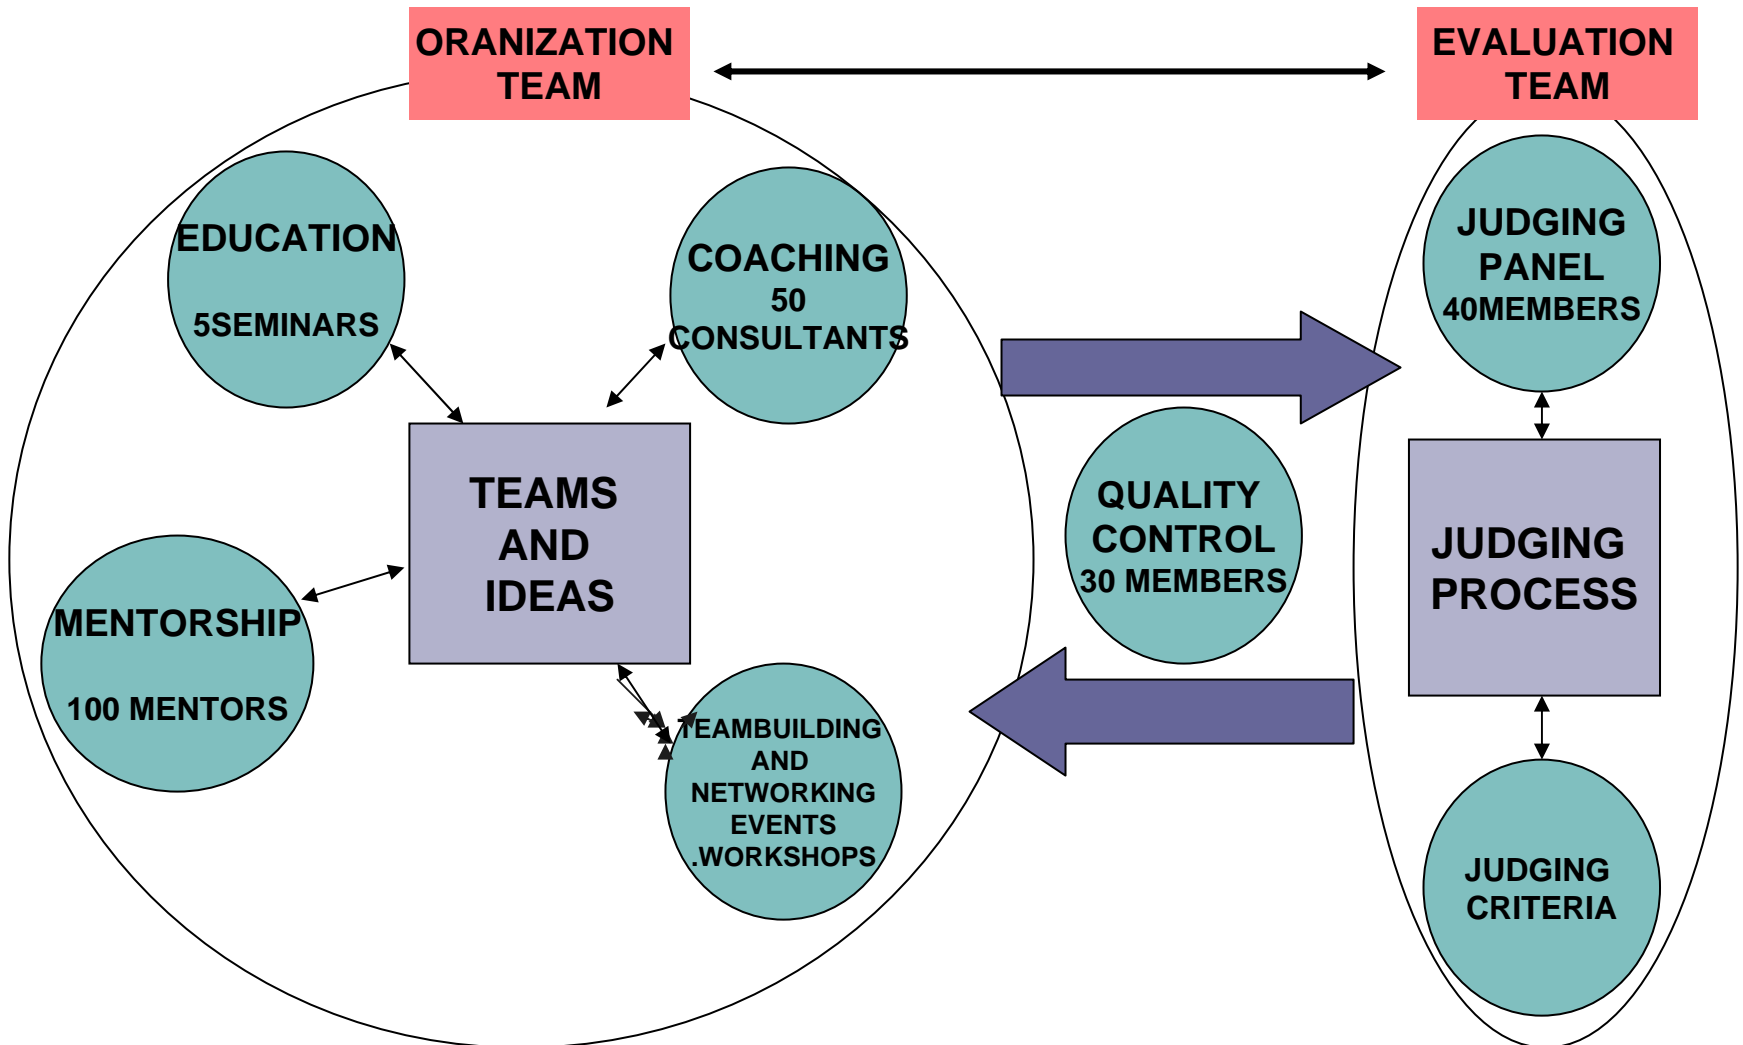 ORANIZATION
TEAM
EVALUATION
TEAM
EDUCATION
5SEMINARS
COACHING
50
CONSULTANTS
JUDGING
PANEL
40MEMBERS
TEAMS
AND
IDEAS
QUALITY
CONTROL
30 MEMBERS
JUDGING
PROCESS
MENTORSHIP
100 MENTORS
TEAMBUILDING
AND
NETWORKING
EVENTS
.WORKSHOPS
JUDGING
CRITERIA